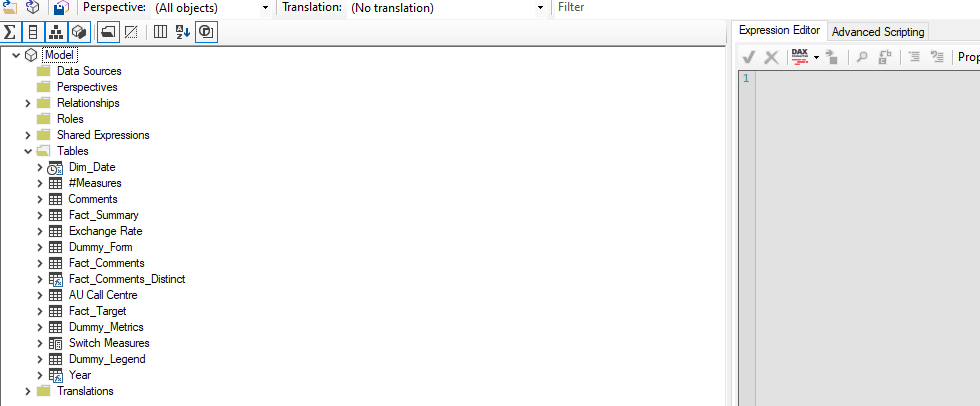 Perspective: (All objects) Translation: (No translation) Filter
Expression Editor Advanced Scripting
DAX
1
Model
Data Sources
Perspectives
Relationships
Roles
Shared Expressions
Tables
Dim_Date
#Measures
Comments
Fact_Summary
Exchange Rate
Dummy_Form
Fact_Comments
Fact_Comments_Distinct
AU Call Centre
Fact_Target
Dummy_Metrics
Switch Measures
Dummy_Legend
Year
Translations